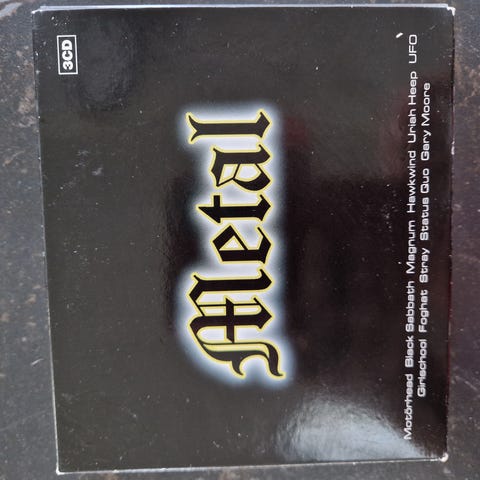 3CD
Metal
Motörhead Black Sabbath Magnum Hawkwind Uriah Heep UFO
Girlschool Foghat Stray Status Quo Gary Moore